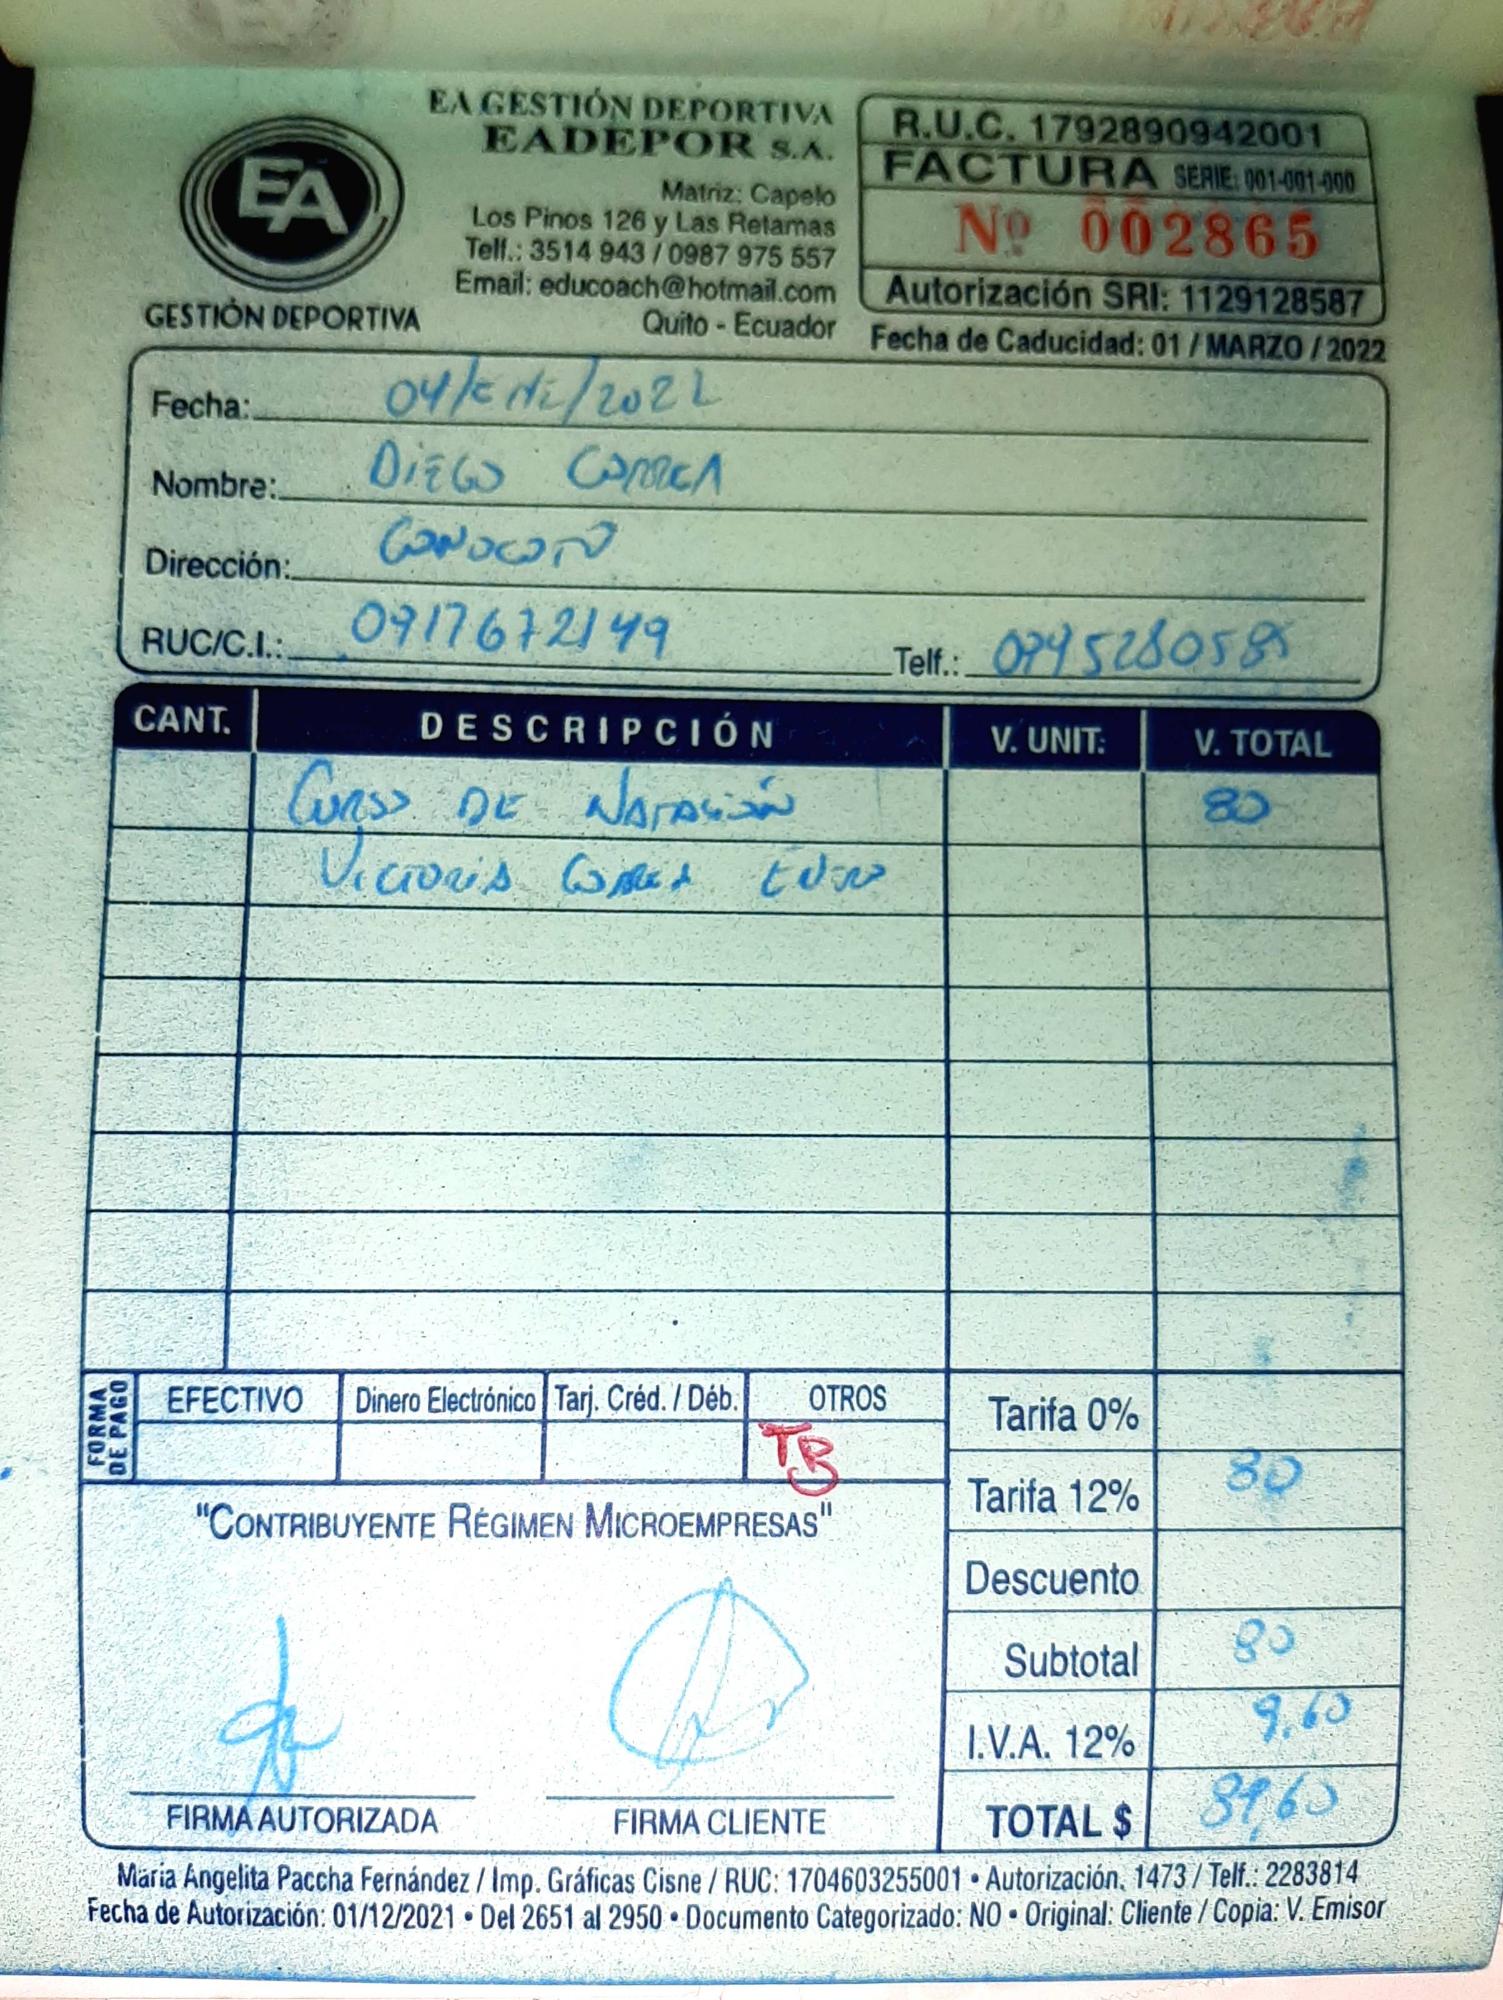 EA GESTIÓN DEPORTIVA
EADEPOR S.A.
Matriz: Capelo
Los Pinos 126 y Las Retamas
Telf.: 3514 943 / 0987 975 557
Email: educoach@hotmail.com
Quito - Ecuador
EA
GESTIÓN DEPORTIVA
R.U.C. 1792890942001
FACTURA SERIE: 001-001-000
Nº 002865
Autorización SRI: 1129128587
Fecha de Caducidad: 01 / MARZO / 2022
Fecha: 04/ENE/2022
Nombre: DIEGO CORREA
Dirección: CONOCOTO
RUC/C.I.: 0917672149 Telf.:
CANT. DESCRIPCIÓN V. UNIT: V. TOTAL
CURSO DE NATACIÓN 80
VICTORIA CORREA ENERO
FORMA DE PAGO EFECTIVO Dinero Electrónico Tarj. Créd. / Déb. OTROS
TB
Tarifa 0%
Tarifa 12% 80
Descuento
Subtotal 80
I.V.A. 12% 9.60
TOTAL $ 89,60
"CONTRIBUYENTE RÉGIMEN MICROEMPRESAS"
FIRMA AUTORIZADA FIRMA CLIENTE
María Angelita Paccha Fernández / Imp. Gráficas Cisne / RUC: 1704603255001 • Autorización. 1473 / Telf.: 2283814
Fecha de Autorización: 01/12/2021 • Del 2651 al 2950 • Documento Categorizado: NO • Original: Cliente / Copia: V. Emisor